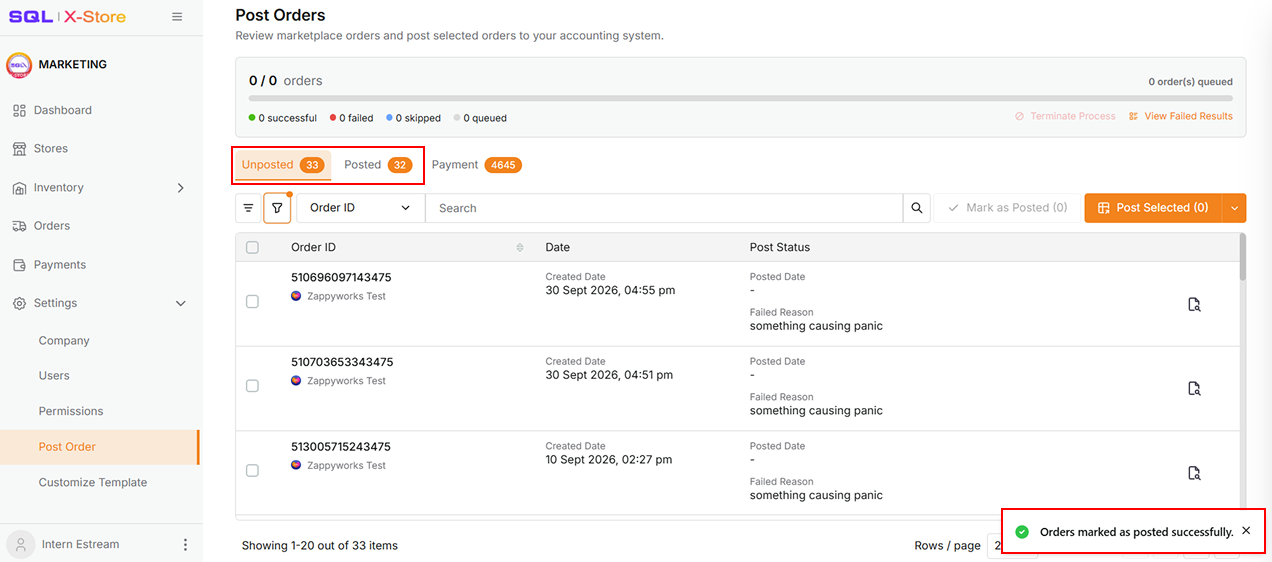 SQL | X-Store
MARKETING
Dashboard
Stores
Inventory
Orders
Payments
Settings
Company
Users
Permissions
Post Order
Customize Template
Intern Estream
Post Orders
Review marketplace orders and post selected orders to your accounting system.
0 / 0 orders
0 order(s) queued
0 successful 0 failed 0 skipped 0 queued
Terminate Process View Failed Results
Unposted 33 Posted 32 Payment 4645
Order ID Search Mark as Posted (0) Post Selected (0)
Order ID Date Post Status
510696097143475 Created Date Posted Date
Zappyworks Test 30 Sept 2026, 04:55 pm -
Failed Reason
something causing panic
510703653343475 Created Date Posted Date
Zappyworks Test 30 Sept 2026, 04:51 pm -
Failed Reason
something causing panic
513005715243475 Created Date Posted Date
Zappyworks Test 10 Sept 2026, 02:27 pm -
Failed Reason
something causing panic
Orders marked as posted successfully.
Showing 1-20 out of 33 items Rows / page